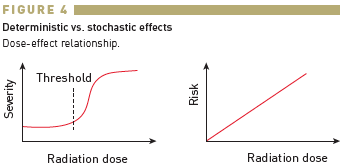 FIGURE 4
Deterministic vs. stochastic effects
Dose-effect relationship.
Threshold
Severity
Radiation dose
Risk
Radiation dose